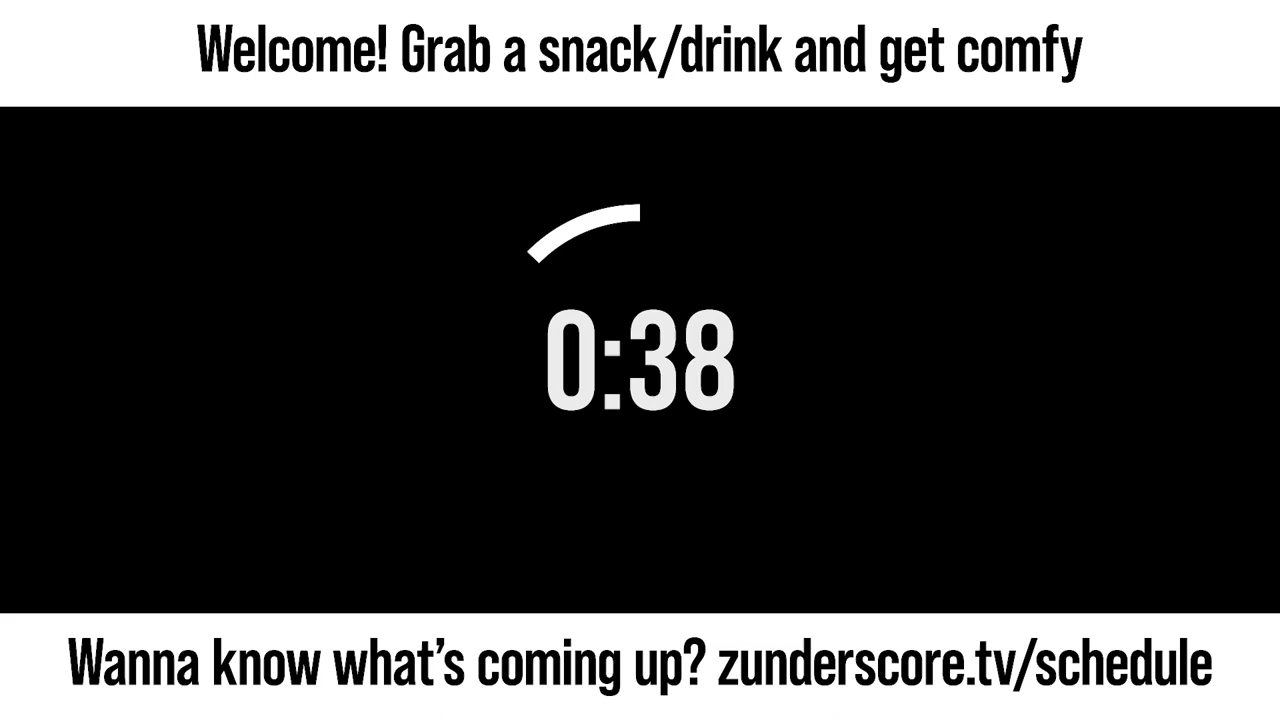 Welcome! Grab a snack/drink and get comfy
0:38
Wanna know what's coming up? zunderscore.tv/schedule